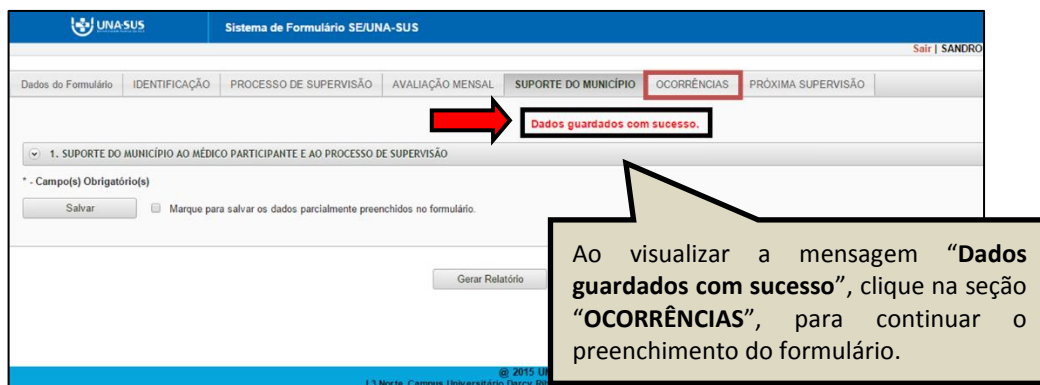 UNA-SUS Sistema de Formulário SE/UNA-SUS
Sair | SANDRO
Dados do Formulário IDENTIFICAÇÃO PROCESSO DE SUPERVISÃO AVALIAÇÃO MENSAL SUPORTE DO MUNICÍPIO OCORRÊNCIAS PRÓXIMA SUPERVISÃO
Dados guardados com sucesso.
1. SUPORTE DO MUNICÍPIO AO MÉDICO PARTICIPANTE E AO PROCESSO DE SUPERVISÃO
* - Campo(s) Obrigatório(s)
Salvar Marque para salvar os dados parcialmente preenchidos no formulário.
Gerar Relatório
Ao visualizar a mensagem “Dados
guardados com sucesso”, clique na seção
“OCORRÊNCIAS”, para continuar o
preenchimento do formulário.
@ 2015
Norte, Campus Universitário Darcy